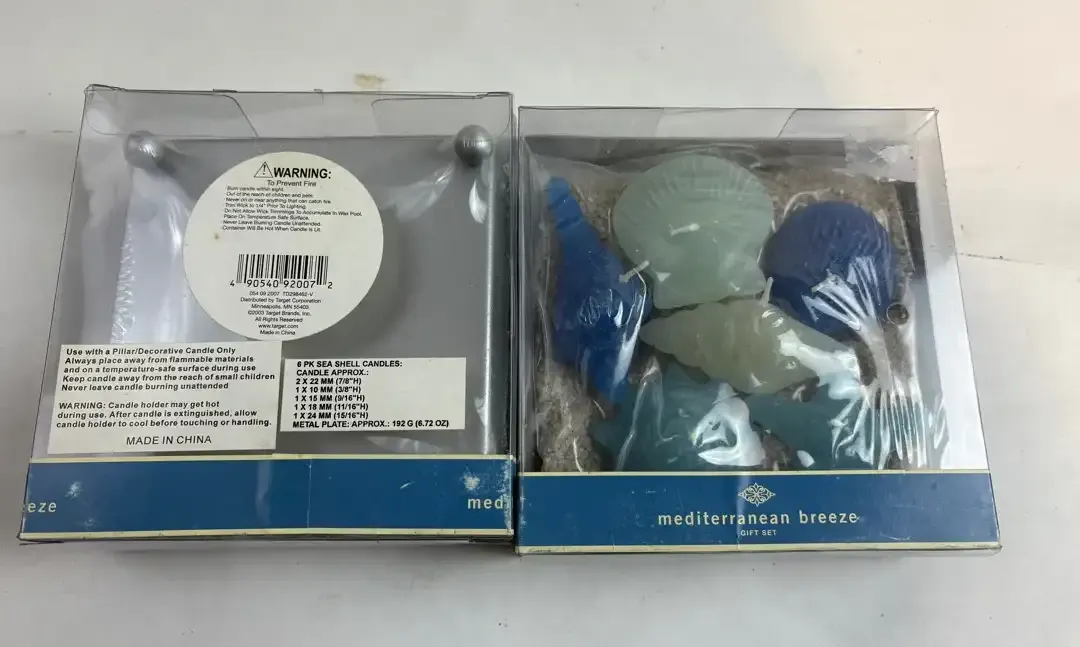 WARNING:
To Prevent Fire
Burn candle within sight.
Out of the reach of children and pets.
Never on or near anything that can catch fire.
Trim Wick to 1/4" Prior To Lighting.
Do Not Allow Wick Trimmings To Accumulate In Wax Pool.
Place On Temperature Safe Surface.
Never Leave Burning Candle Unattended.
Container Will Be Hot When Candle Is Lit.
4 90540 92007 2
054 09 2007 TD298462-V
Distributed by Target Corporation
Minneapolis, MN 55403
©2003 Target Brands, Inc.
All Rights Reserved
www.target.com
Made in China
Use with a Pillar/Decorative Candle Only
Always place away from flammable materials
and on a temperature-safe surface during use
Keep candle away from the reach of small children
Never leave candle burning unattended
WARNING: Candle holder may get hot
during use. After candle is extinguished, allow
candle holder to cool before touching or handling.
MADE IN CHINA
6 PK SEA SHELL CANDLES:
CANDLE APPROX.:
2 X 22 MM (7/8"H)
1 X 10 MM (3/8"H)
1 X 15 MM (9/16"H)
1 X 18 MM (11/16"H)
1 X 24 MM (15/16"H)
METAL PLATE: APPROX.: 192 G (6.72 OZ)
eze
med
mediterranean breeze
GIFT SET